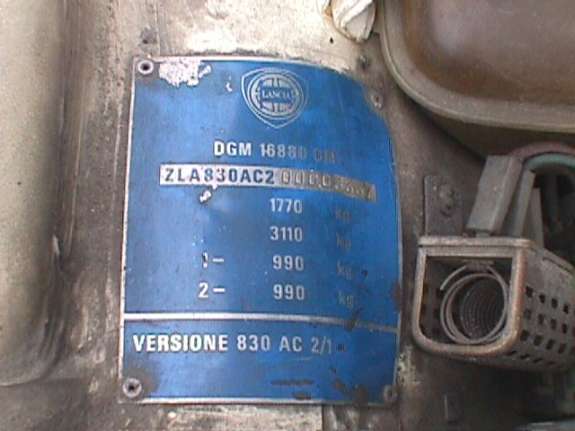 LANCIA
DGM 16880 OM
ZLA830AC2
1770 kg
3110 kg
1- 990 kg
2- 990 kg
VERSIONE 830 AC 2/1